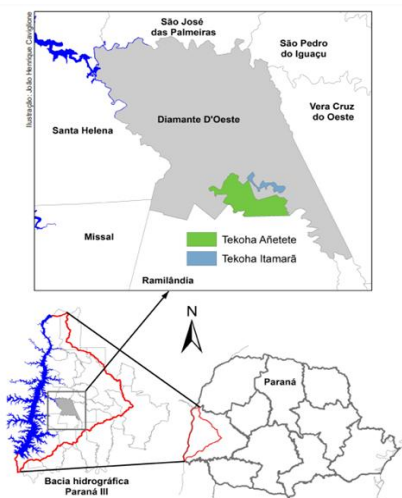 Ilustração: João Henrique Caviglione
São José
das Palmeiras
São Pedro
do Iguaçu
Diamante D'Oeste
Vera Cruz
do Oeste
Santa Helena
Missal
Tekoha Añetete
Tekoha Itamarã
Ramilândia
N
Paraná
Bacia hidrográfica
Paraná III